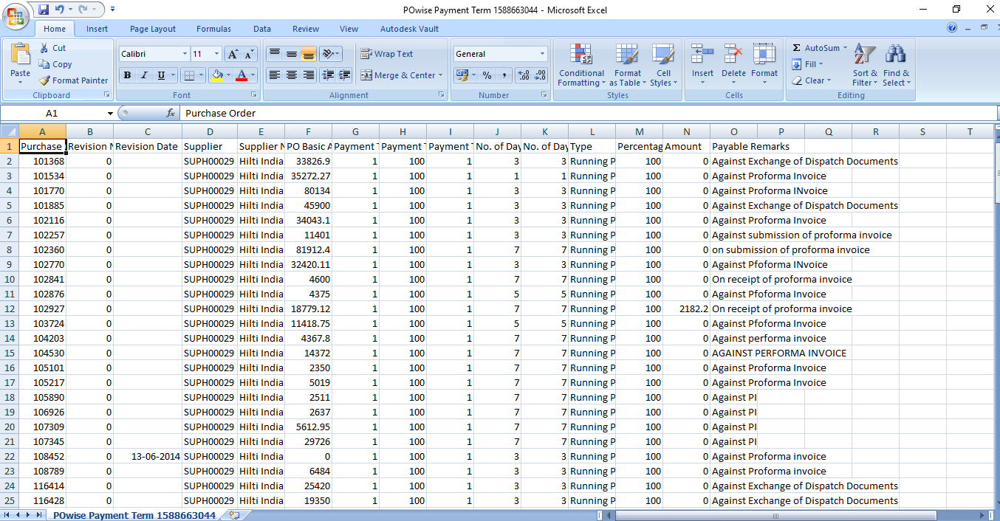 POwise Payment Term 1588663044 - Microsoft Excel
Home Insert Page Layout Formulas Data Review View Autodesk Vault
Paste Cut Copy Format Painter Clipboard
Calibri 11 B I U A A A Font
Wrap Text Merge & Center Alignment
General % , .00 .0 Number
Conditional Formatting Format as Table Cell Styles Styles
Insert Delete Format Cells
Σ AutoSum Fill Clear Sort & Filter Find & Select Editing
A1 fx Purchase Order
A B C D E F G H I J K L M N O P Q R S T
1 Purchase Revision N Revision Date Supplier Supplier N PO Basic A Payment T Payment T Payment T No. of Day No. of Day Type Percentag Amount Payable Remarks
2 101368 0 SUPH00029 Hilti India 33826.9 1 100 1 3 3 Running P 100 0 Against Exchange of Dispatch Documents
3 101534 0 SUPH00029 Hilti India 35272.27 1 100 1 1 1 Running P 100 0 Against Proforma Invoice
4 101770 0 SUPH00029 Hilti India 80134 1 100 1 3 3 Running P 100 0 Against Proforma INvoice
5 101885 0 SUPH00029 Hilti India 45900 1 100 1 3 3 Running P 100 0 Against Exchange of Dispatch Documents
6 102116 0 SUPH00029 Hilti India 34043.1 1 100 1 3 3 Running P 100 0 Against Proforma Invoice
7 102257 0 SUPH00029 Hilti India 11401 1 100 1 3 3 Running P 100 0 Against submission of proforma invoice
8 102360 0 SUPH00029 Hilti India 81912.4 1 100 1 7 7 Running P 100 0 on submission of proforma invoice
9 102770 0 SUPH00029 Hilti India 32420.11 1 100 1 3 3 Running P 100 0 Against Pfoforma INvoice
10 102841 0 SUPH00029 Hilti India 4600 1 100 1 7 7 Running P 100 0 On receipt of proforma invoice
11 102876 0 SUPH00029 Hilti India 4375 1 100 1 5 5 Running P 100 0 Against Pfoforma Invoice
12 102927 0 SUPH00029 Hilti India 18779.12 1 100 1 7 7 Running P 100 2182.2 On receipt of proforma invoice
13 103724 0 SUPH00029 Hilti India 11418.75 1 100 1 5 5 Running P 100 0 Against Pfoforma Invoice
14 104203 0 SUPH00029 Hilti India 4367.8 1 100 1 7 7 Running P 100 0 Against performa invoice
15 104530 0 SUPH00029 Hilti India 14372 1 100 1 7 7 Running P 100 0 AGAINST PERFORMA INVOICE
16 105101 0 SUPH00029 Hilti India 2350 1 100 1 7 7 Running P 100 0 Against Proforma Invoice
17 105217 0 SUPH00029 Hilti India 5019 1 100 1 7 7 Running P 100 0 Against Proforma Invoice
18 105890 0 SUPH00029 Hilti India 2511 1 100 1 7 7 Running P 100 0 Against PI
19 106926 0 SUPH00029 Hilti India 2637 1 100 1 7 7 Running P 100 0 Against PI
20 107309 0 SUPH00029 Hilti India 5612.95 1 100 1 7 7 Running P 100 0 Against PI
21 107345 0 SUPH00029 Hilti India 29726 1 100 1 7 7 Running P 100 0 Against PI
22 108452 0 13-06-2014 SUPH00029 Hilti India 0 1 100 1 3 3 Running P 100 0 Against Proforma invoice
23 108789 0 SUPH00029 Hilti India 6484 1 100 1 3 3 Running P 100 0 Against Proforma invoice
24 116414 0 SUPH00029 Hilti India 25420 1 100 1 3 3 Running P 100 0 Against Exchange of Dispatch Documents
25 116428 0 SUPH00029 Hilti India 19350 1 100 1 3 3 Running P 100 0 Against Exchange of Dispatch Documents
POwise Payment Term 1588663044